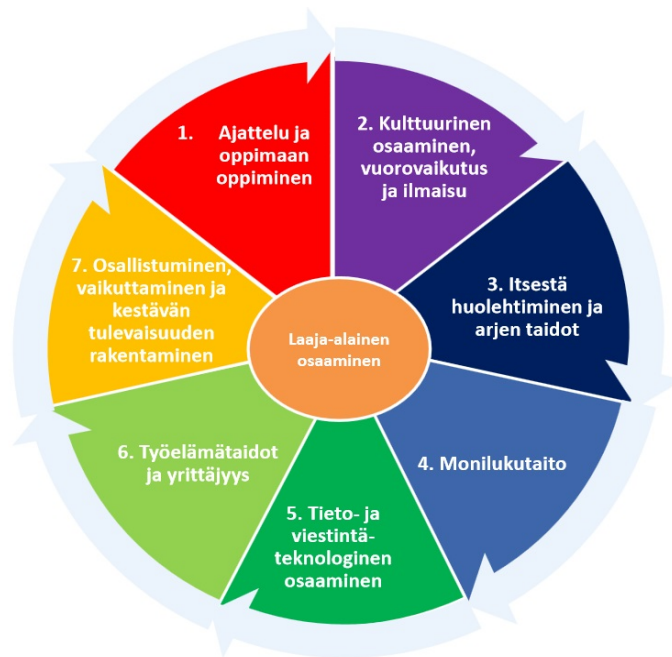 1. Ajattelu ja
oppimaan
oppiminen
2. Kulttuurinen
osaaminen,
vuorovaikutus
ja ilmaisu
3. Itsestä
huolehtiminen ja
arjen taidot
4. Monilukutaito
5. Tieto- ja
viestintä-
teknologinen
osaaminen
6. Työelämätaidot
ja yrittäjyys
7. Osallistuminen,
vaikuttaminen ja
kestävän
tulevaisuuden
rakentaminen
Laaja-alainen
osaaminen